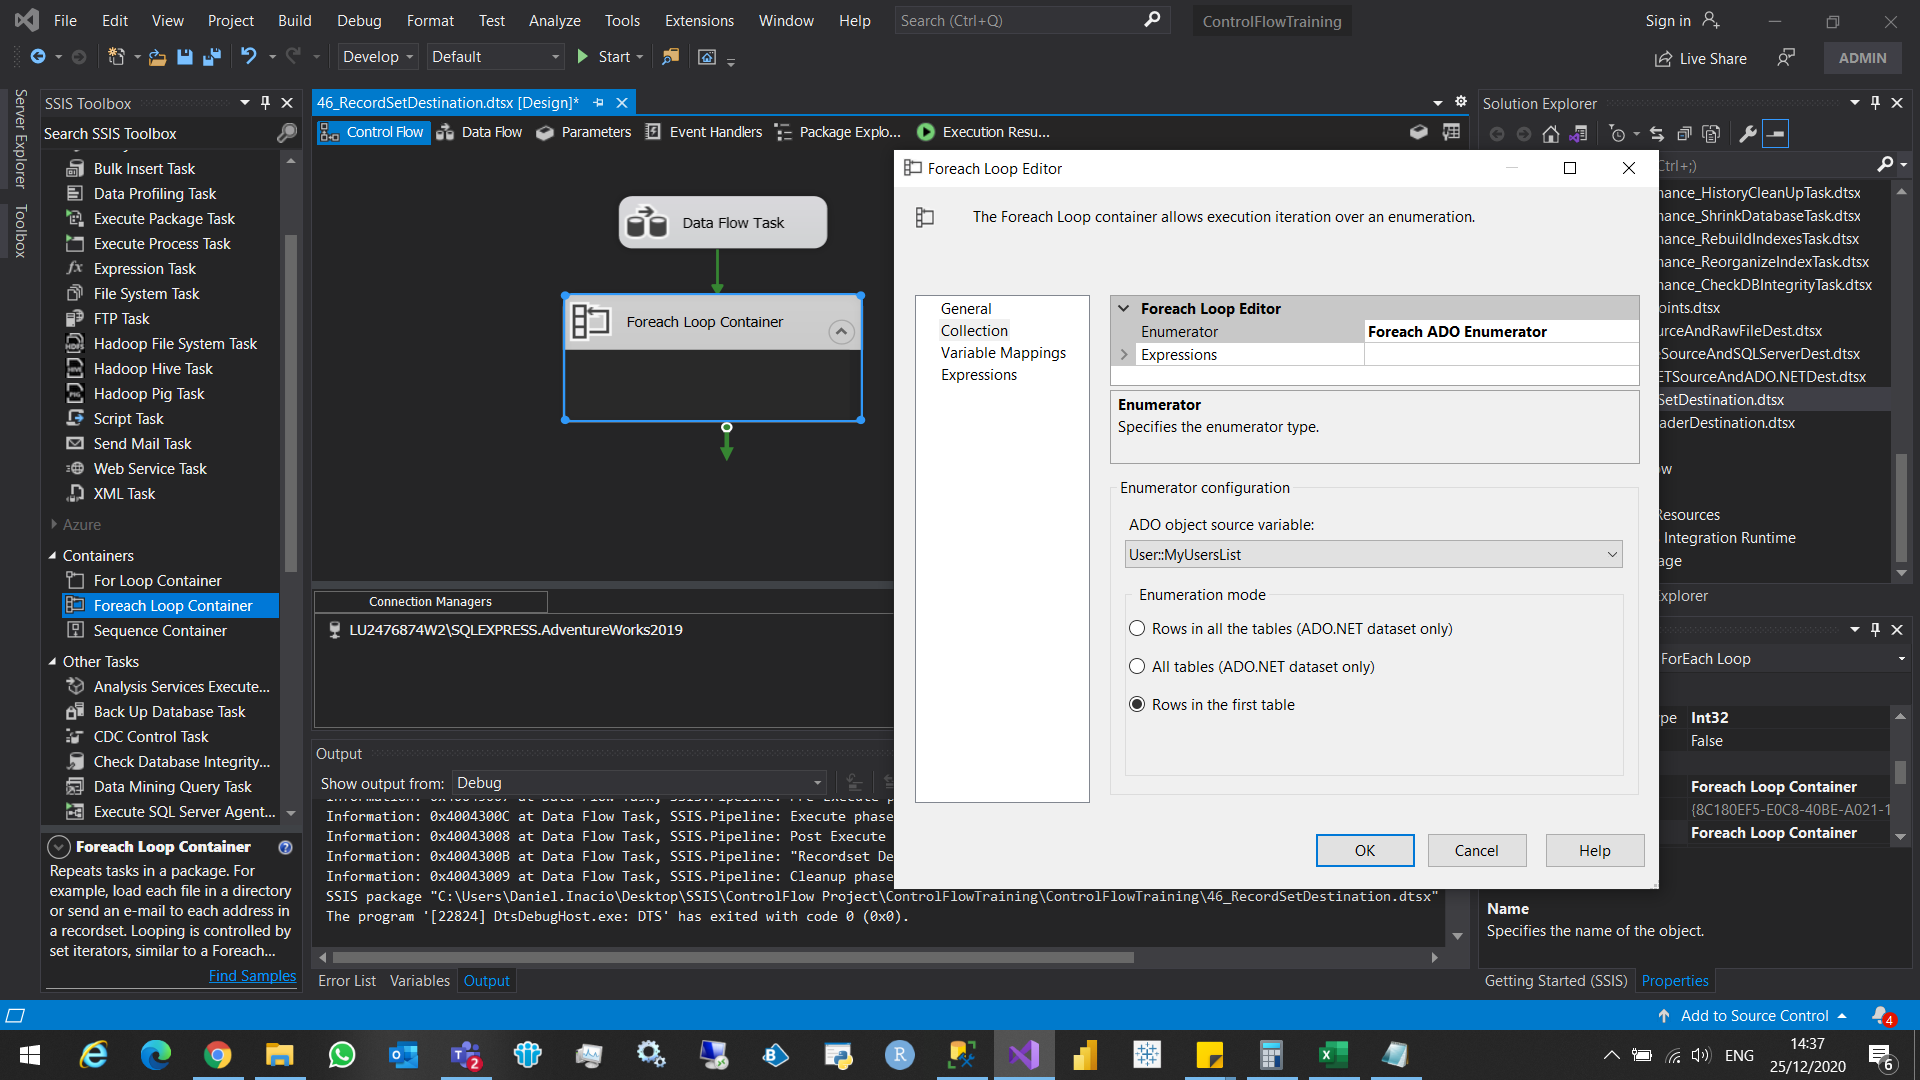 File Edit View Project Build Debug Format Test Analyze Tools Extensions Window Help
Search (Ctrl+Q)
ControlFlowTraining
Sign in
Develop
Default
Start
Live Share
ADMIN
Server Explorer
Toolbox
SSIS Toolbox
Search SSIS Toolbox
Bulk Insert Task
Data Profiling Task
Execute Package Task
Execute Process Task
Expression Task
File System Task
FTP Task
Hadoop File System Task
Hadoop Hive Task
Hadoop Pig Task
Script Task
Send Mail Task
Web Service Task
XML Task
Azure
Containers
For Loop Container
Foreach Loop Container
Sequence Container
Other Tasks
Analysis Services Execute...
Back Up Database Task
CDC Control Task
Check Database Integrity...
Data Mining Query Task
Execute SQL Server Agent...
Foreach Loop Container
Repeats tasks in a package. For
example, load each file in a directory
or send an e-mail to each address in
a recordset. Looping is controlled by
set iterators, similar to a Foreach...
Find Samples
46_RecordSetDestination.dtsx [Design]*
Control Flow
Data Flow
Parameters
Event Handlers
Package Explo...
Execution Resu...
Data Flow Task
Foreach Loop Container
Connection Managers
LU2476874W2\SQLEXPRESS.AdventureWorks2019
Output
Show output from: Debug
Information: 0x4004300C at Data Flow Task, SSIS.Pipeline: Execute phase
Information: 0x40043008 at Data Flow Task, SSIS.Pipeline: Post Execute
Information: 0x4004300B at Data Flow Task, SSIS.Pipeline: "Recordset De
Information: 0x40043009 at Data Flow Task, SSIS.Pipeline: Cleanup phase
SSIS package "C:\Users\Daniel.Inacio\Desktop\SSIS\ControlFlow Project\ControlFlowTraining\ControlFlowTraining\46_RecordSetDestination.dtsx"
The program '[22824] DtsDebugHost.exe: DTS' has exited with code 0 (0x0).
Error List
Variables
Output
Foreach Loop Editor
The Foreach Loop container allows execution iteration over an enumeration.
General
Collection
Variable Mappings
Expressions
Foreach Loop Editor
Enumerator Foreach ADO Enumerator
Expressions
Enumerator
Specifies the enumerator type.
Enumerator configuration
ADO object source variable:
User::MyUsersList
Enumeration mode
Rows in all the tables (ADO.NET dataset only)
All tables (ADO.NET dataset only)
Rows in the first table
OK
Cancel
Help
Solution Explorer
Ctrl+;)
nance_HistoryCleanUpTask.dtsx
nance_ShrinkDatabaseTask.dtsx
nance_RebuildIndexesTask.dtsx
nance_ReorganizeIndexTask.dtsx
nance_CheckDBIntegrityTask.dtsx
oints.dtsx
urceAndRawFileDest.dtsx
eSourceAndSQLServerDest.dtsx
ETSourceAndADO.NETDest.dtsx
SetDestination.dtsx
aderDestination.dtsx
ow
Resources
Integration Runtime
age
xplorer
ForEach Loop
pe Int32
False
Foreach Loop Container
{8C180EF5-E0C8-40BE-A021-1
Foreach Loop Container
Name
Specifies the name of the object.
Getting Started (SSIS)
Properties
Add to Source Control
4
2
ENG
14:37
25/12/2020
6